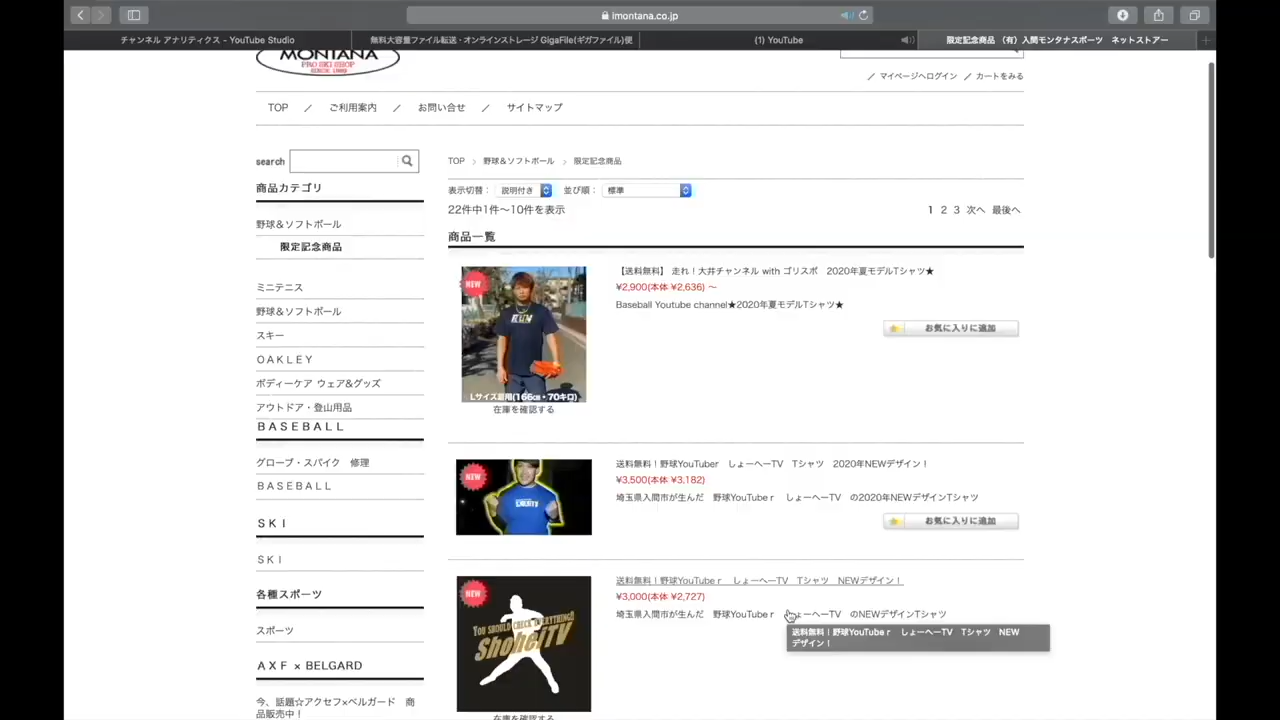 imontana.co.jp
チャンネル アナリティクス - YouTube Studio
無料大容量ファイル転送・オンラインストレージ GigaFile(ギガファイル)便
(1) YouTube
限定記念商品 （有）入間モンタナスポーツ ネットストアー
MONTANA
PRO SKI SHOP
マイページへログイン
カートをみる
TOP / ご利用案内 / お問い合せ / サイトマップ
search
商品カテゴリ
野球＆ソフトボール
限定記念商品
ミニテニス
野球＆ソフトボール
スキー
ＯＡＫＬＥＹ
ボディーケア ウェア&グッズ
アウトドア・登山用品
ＢＡＳＥＢＡＬＬ
グローブ・スパイク　修理
ＢＡＳＥＢＡＬＬ
ＳＫＩ
ＳＫＩ
各種スポーツ
スポーツ
ＡＸＦ × BELGARD
今、話題☆アクセフ×ベルガード　商
品販売中！
TOP > 野球＆ソフトボール > 限定記念商品
表示切替： 説明付き 並び順： 標準
22件中1件〜10件を表示
1 2 3 次へ 最後へ
商品一覧
NEW
RUN
Lサイズ着用(166㎝・70キロ)
在庫を確認する
【送料無料】 走れ！大井チャンネル with ゴリスポ　2020年夏モデルTシャツ★
¥2,900(本体 ¥2,636) 〜
Baseball Youtube channel★2020年夏モデルTシャツ★
お気に入りに追加
NEW
送料無料！野球YouTuber　しょーへーTV　Tシャツ　2020年NEWデザイン！
¥3,500(本体 ¥3,182)
埼玉県入間市が生んだ　野球YouTubeｒ　しょーへーTV　の2020年NEWデザインTシャツ
お気に入りに追加
NEW
YOU SHOULD CHECK EVERYTHING!!
ShoheiTV
在庫を確認する
送料無料！野球YouTubeｒ　しょーへーTV　Tシャツ　NEWデザイン！
¥3,000(本体 ¥2,727)
埼玉県入間市が生んだ　野球YouTubeｒ　しょーへーTV　のNEWデザインTシャツ
送料無料！野球YouTubeｒ　しょーへーTV　Tシャツ　NEW
デザイン！